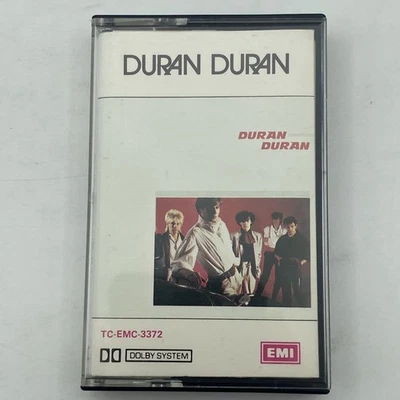 DURAN DURAN
DURAN
DURAN
TC-EMC-3372
DOLBY SYSTEM
EMI